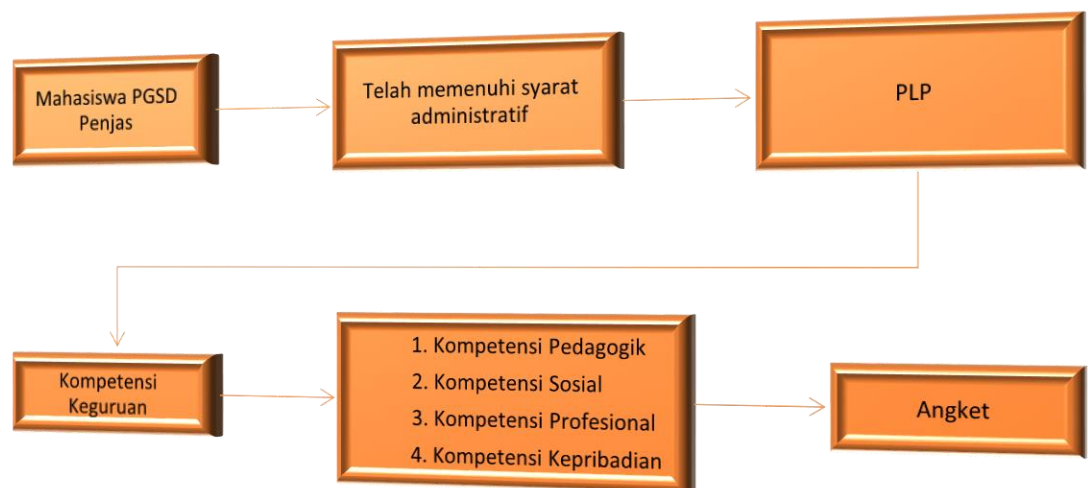 Mahasiswa PGSD
Penjas
Telah memenuhi syarat
administratif
PLP
Kompetensi
Keguruan
1. Kompetensi Pedagogik
2. Kompetensi Sosial
3. Kompetensi Profesional
4. Kompetensi Kepribadian
Angket